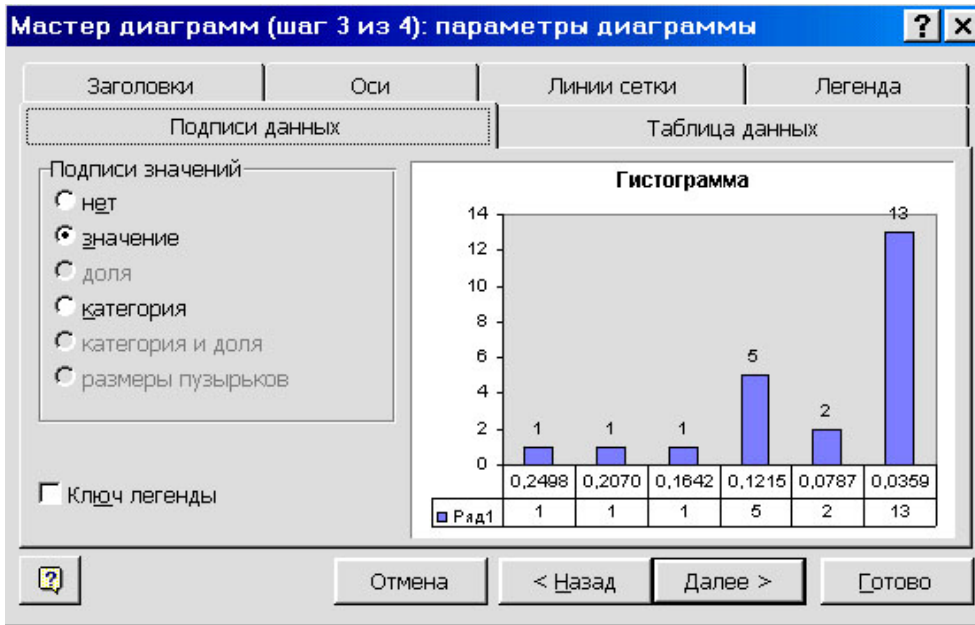 Мастер диаграмм (шаг 3 из 4): параметры диаграммы
Заголовки Оси Линии сетки Легенда
Подписи данных Таблица данных
Подписи значений
нет
значение
доля
категория
категория и доля
размеры пузырьков
Ключ легенды
Гистограмма
14
12
10
8
6
4
2
0
1 1 1 5 2 13
0,2498 0,2070 0,1642 0,1215 0,0787 0,0359
Ряд1 1 1 1 5 2 13
Отмена < Назад Далее > Готово